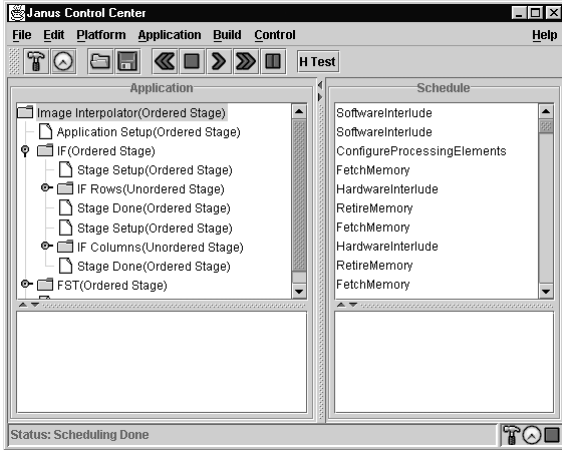 Janus Control Center
File Edit Platform Application Build Control Help
H Test
Application
Image Interpolator(Ordered Stage)
Application Setup(Ordered Stage)
IF(Ordered Stage)
Stage Setup(Ordered Stage)
IF Rows(Unordered Stage)
Stage Done(Ordered Stage)
Stage Setup(Ordered Stage)
IF Columns(Unordered Stage)
Stage Done(Ordered Stage)
FST(Ordered Stage)
Schedule
SoftwareInterlude
SoftwareInterlude
ConfigureProcessingElements
FetchMemory
HardwareInterlude
RetireMemory
FetchMemory
HardwareInterlude
RetireMemory
FetchMemory
Status: Scheduling Done